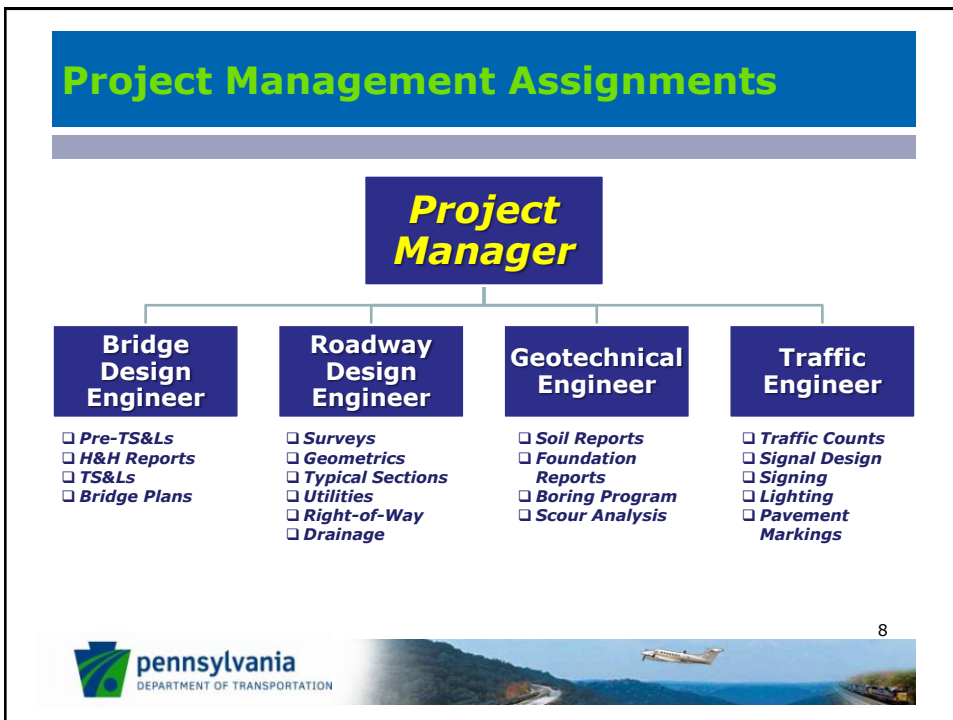 Project Management Assignments
Project
Manager
Bridge
Design
Engineer
❑ Pre-TS&Ls
❑ H&H Reports
❑ TS&Ls
❑ Bridge Plans
Roadway
Design
Engineer
❑ Surveys
❑ Geometrics
❑ Typical Sections
❑ Utilities
❑ Right-of-Way
❑ Drainage
Geotechnical
Engineer
❑ Soil Reports
❑ Foundation
Reports
❑ Boring Program
❑ Scour Analysis
Traffic
Engineer
❑ Traffic Counts
❑ Signal Design
❑ Signing
❑ Lighting
❑ Pavement
Markings
8
pennsylvania
DEPARTMENT OF TRANSPORTATION